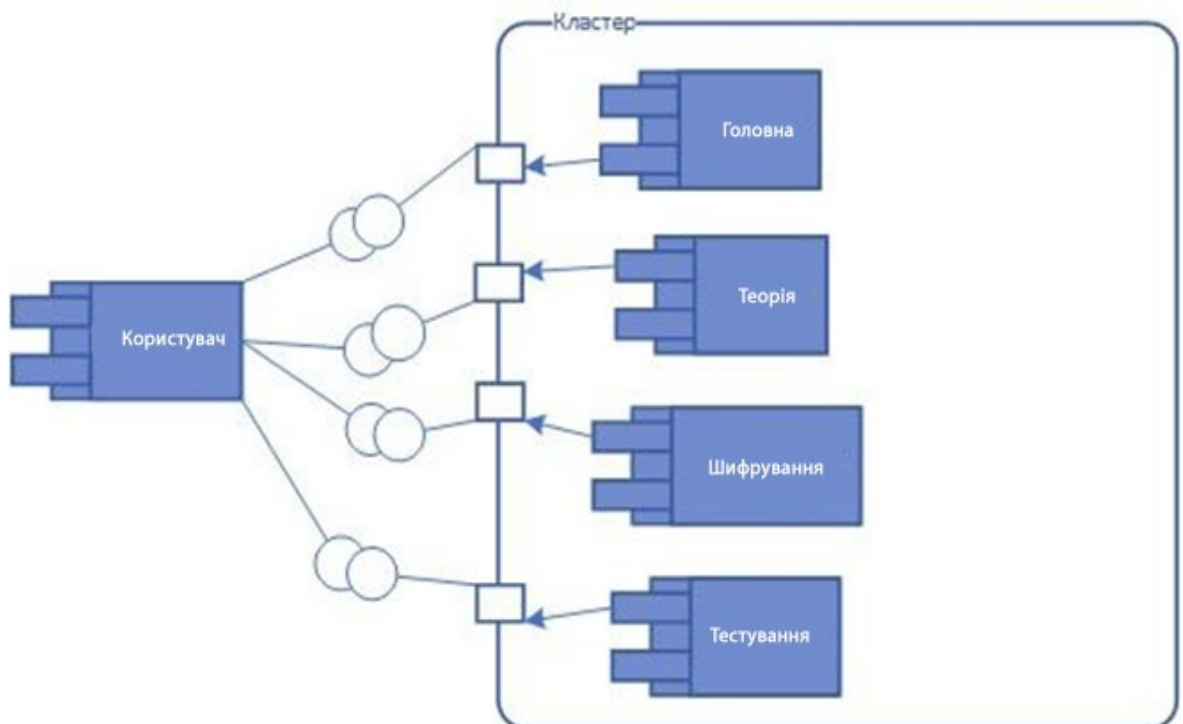 Кластер
Головна
Теорія
Користувач
Шифрування
Тестування